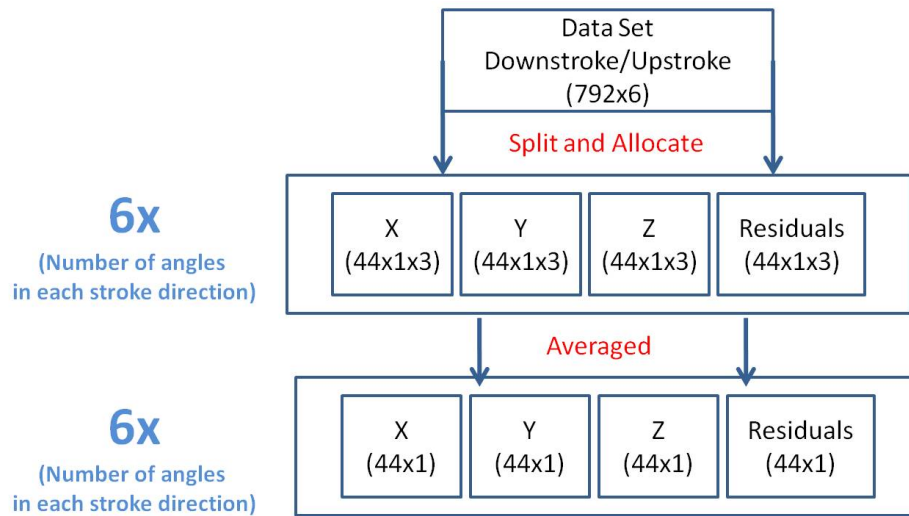 Data Set
Downstroke/Upstroke
(792x6)
Split and Allocate
6x
(Number of angles
in each stroke direction)
X
(44x1x3)
Y
(44x1x3)
Z
(44x1x3)
Residuals
(44x1x3)
Averaged
6x
(Number of angles
in each stroke direction)
X
(44x1)
Y
(44x1)
Z
(44x1)
Residuals
(44x1)